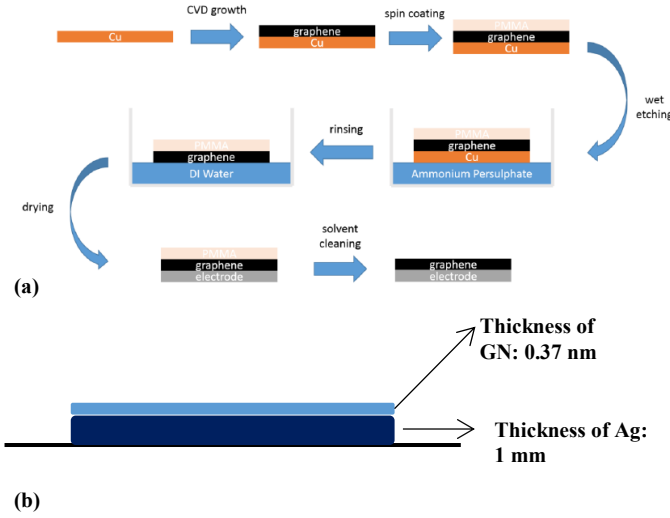 CVD growth
spin coating
Cu
graphene
Cu
PMMA
graphene
Cu
wet
etching
rinsing
PMMA
graphene
DI Water
PMMA
graphene
Cu
Ammonium Persulphate
drying
solvent
cleaning
PMMA
graphene
electrode
graphene
electrode
(a)
Thickness of
GN: 0.37 nm
Thickness of Ag:
1 mm
(b)